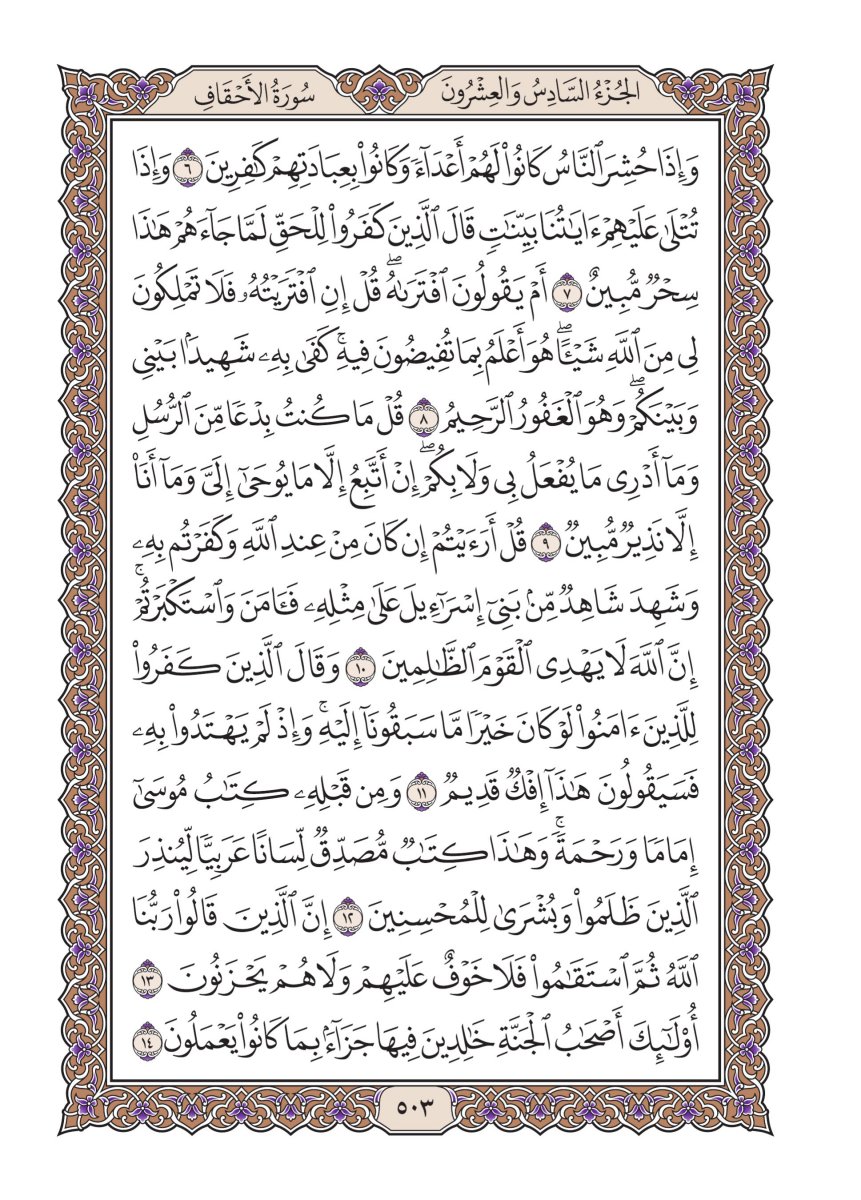 الجُزْءُ السَّادِسُ وَالْعِشْرُونَ
سُورَةُ الأَحْقَافِ
وَإِذَا حُشِرَ ٱلنَّاسُ كَانُوا۟ لَهُمۡ أَعۡدَآءٗ وَكَانُوا۟ بِعِبَادَتِهِمۡ كَٰفِرِينَ ٦ وَإِذَا
تُتۡلَىٰ عَلَيۡهِمۡ ءَايَٰتُنَا بَيِّنَٰتٖ قَالَ ٱلَّذِينَ كَفَرُوا۟ لِلۡحَقِّ لَمَّا جَآءَهُمۡ هَٰذَا
سِحۡرٞ مُّبِينٌ ٧ أَمۡ يَقُولُونَ ٱفۡتَرَىٰهُۖ قُلۡ إِنِ ٱفۡتَرَيۡتُهُۥ فَلَا تَمۡلِكُونَ
لِي مِنَ ٱللَّهِ شَيۡـًٔاۖ هُوَ أَعۡلَمُ بِمَا تُفِيضُونَ فِيهِۚ كَفَىٰ بِهِۦ شَهِيدَۢا بَيۡنِي
وَبَيۡنَكُمۡۖ وَهُوَ ٱلۡغَفُورُ ٱلرَّحِيمُ ٨ قُلۡ مَا كُنتُ بِدۡعٗا مِّنَ ٱلرُّسُلِ
وَمَآ أَدۡرِي مَا يُفۡعَلُ بِي وَلَا بِكُمۡۖ إِنۡ أَتَّبِعُ إِلَّا مَا يُوحَىٰٓ إِلَيَّ وَمَآ أَنَا۠
إِلَّا نَذِيرٞ مُّبِينٞ ٩ قُلۡ أَرَءَيۡتُمۡ إِن كَانَ مِنۡ عِندِ ٱللَّهِ وَكَفَرۡتُم بِهِۦ
وَشَهِدَ شَاهِدٞ مِّنۢ بَنِيٓ إِسۡرَٰٓءِيلَ عَلَىٰ مِثۡلِهِۦ فَـَٔامَنَ وَٱسۡتَكۡبَرۡتُمۡۚ
إِنَّ ٱللَّهَ لَا يَهۡدِي ٱلۡقَوۡمَ ٱلظَّٰلِمِينَ ١٠ وَقَالَ ٱلَّذِينَ كَفَرُوا۟
لِلَّذِينَ ءَامَنُوا۟ لَوۡ كَانَ خَيۡرٗا مَّا سَبَقُونَآ إِلَيۡهِۚ وَإِذۡ لَمۡ يَهۡتَدُوا۟ بِهِۦ
فَسَيَقُولُونَ هَٰذَآ إِفۡكٞ قَدِيمٞ ١١ وَمِن قَبۡلِهِۦ كِتَٰبُ مُوسَىٰٓ
إِمَامٗا وَرَحۡمَةٗۚ وَهَٰذَا كِتَٰبٞ مُّصَدِّقٞ لِّسَانًا عَرَبِيّٗا لِّيُنذِرَ
ٱلَّذِينَ ظَلَمُوا۟ وَبُشۡرَىٰ لِلۡمُحۡسِنِينَ ١٢ إِنَّ ٱلَّذِينَ قَالُوا۟ رَبُّنَا
ٱللَّهُ ثُمَّ ٱسۡتَقَٰمُوا۟ فَلَا خَوۡفٌ عَلَيۡهِمۡ وَلَا هُمۡ يَحۡزَنُونَ ١٣
أُو۟لَٰٓئِكَ أَصۡحَٰبُ ٱلۡجَنَّةِ خَٰلِدِينَ فِيهَا جَزَآءَۢ بِمَا كَانُوا۟ يَعۡمَلُونَ ١٤
٥٠٣